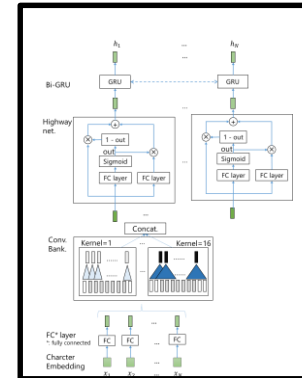 h₁ ... h_N
...
Bi-GRU GRU GRU
...
Highway net.
+ +
× 1 - out × × 1 - out ×
out out
Sigmoid Sigmoid
FC layer FC layer FC layer FC layer
...
Concat.
Conv. Bank.
Kernel=1 ... Kernel=16
...
FC* layer
*: fully connected
FC FC ... FC
Charcter Embedding
...
x₁ x₂ ... x_N